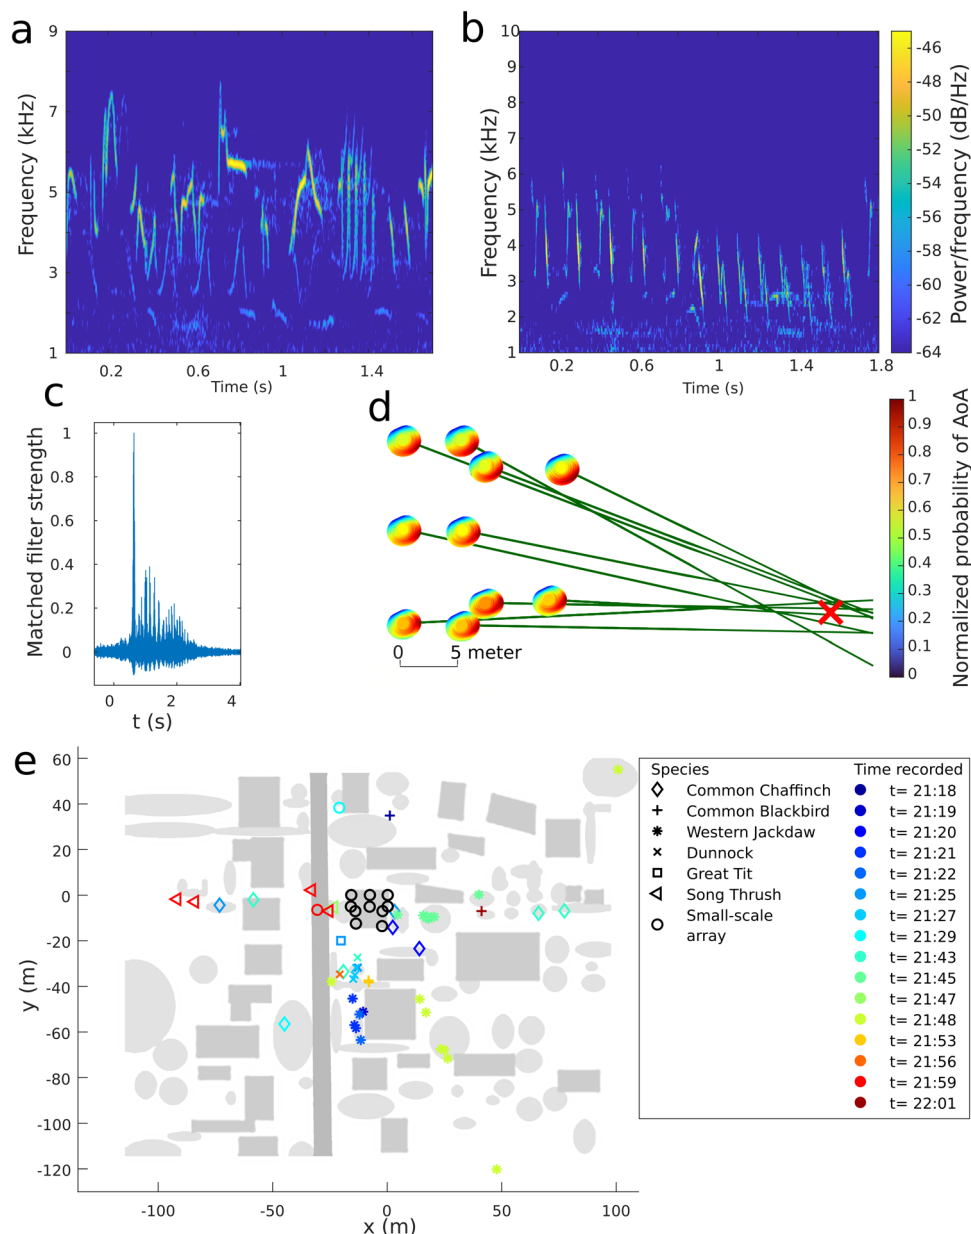 a
9
7
5
3
1
Frequency (kHz)
0.2
0.6
1
1.4
Time (s)
b
10
9
8
7
6
5
4
3
2
1
Frequency (kHz)
0.2
0.6
1
1.4
1.8
Time (s)
-46
-48
-50
-52
-54
-56
-58
-60
-62
-64
Power/frequency (dB/Hz)
c
1
0.8
0.6
0.4
0.2
0
Matched filter strength
0
2
4
t (s)
d
0
5 meter
1
0.9
0.8
0.7
0.6
0.5
0.4
0.3
0.2
0.1
0
Normalized probability of AoA
e
60
40
20
0
-20
-40
-60
-80
-100
-120
y (m)
-100
-50
0
50
100
x (m)
Species
Common Chaffinch
Common Blackbird
Western Jackdaw
Dunnock
Great Tit
Song Thrush
Small-scale
array
Time recorded
t= 21:18
t= 21:19
t= 21:20
t= 21:21
t= 21:22
t= 21:25
t= 21:27
t= 21:29
t= 21:43
t= 21:45
t= 21:47
t= 21:48
t= 21:53
t= 21:56
t= 21:59
t= 22:01